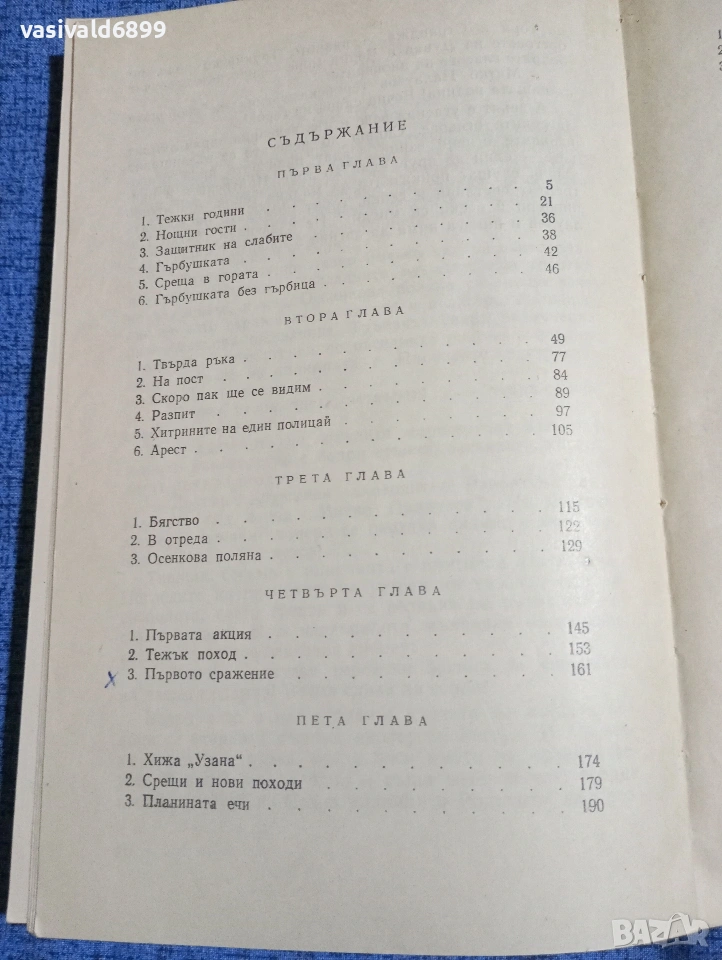 vasivald6899
СЪДЪРЖАНИЕ
ПЪРВА ГЛАВА
1. Тежки години . . . . . . . . . . . 5
2. Нощни гости . . . . . . . . . . . 21
3. Защитник на слабите . . . . . . . . . 36
4. Гърбушката . . . . . . . . . . . 38
5. Среща в гората . . . . . . . . . . 42
6. Гърбушката без гърбица . . . . . . . . 46
ВТОРА ГЛАВА
1. Твърда ръка . . . . . . . . . . . 49
2. На пост . . . . . . . . . . . . 77
3. Скоро пак ще се видим . . . . . . . . 84
4. Разпит . . . . . . . . . . . . 89
5. Хитрините на един полицай . . . . . . . 97
6. Арест . . . . . . . . . . . . . 105
ТРЕТА ГЛАВА
1. Бягство . . . . . . . . . . . . 115
2. В отреда . . . . . . . . . . . . 122
3. Осенкова поляна . . . . . . . . . . 129
ЧЕТВЪРТА ГЛАВА
1. Първата акция . . . . . . . . . . 145
2. Тежък поход . . . . . . . . . . . 153
X 3. Първото сражение . . . . . . . . . 161
ПЕТА ГЛАВА
1. Хижа „Узана“ . . . . . . . . . . . 174
2. Срещи и нови походи . . . . . . . . 179
3. Планината ечи . . . . . . . . . . 190
1
2
3
BAZAR